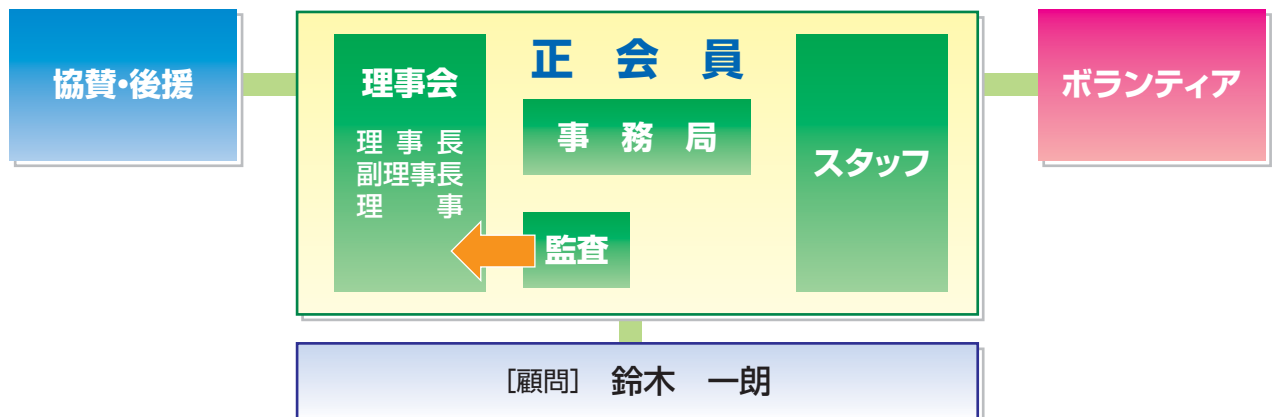 協賛・後援
正会員
理事会
理事長
副理事長
理事
事務局
監査
スタッフ
ボランティア
［顧問］ 鈴木 一朗